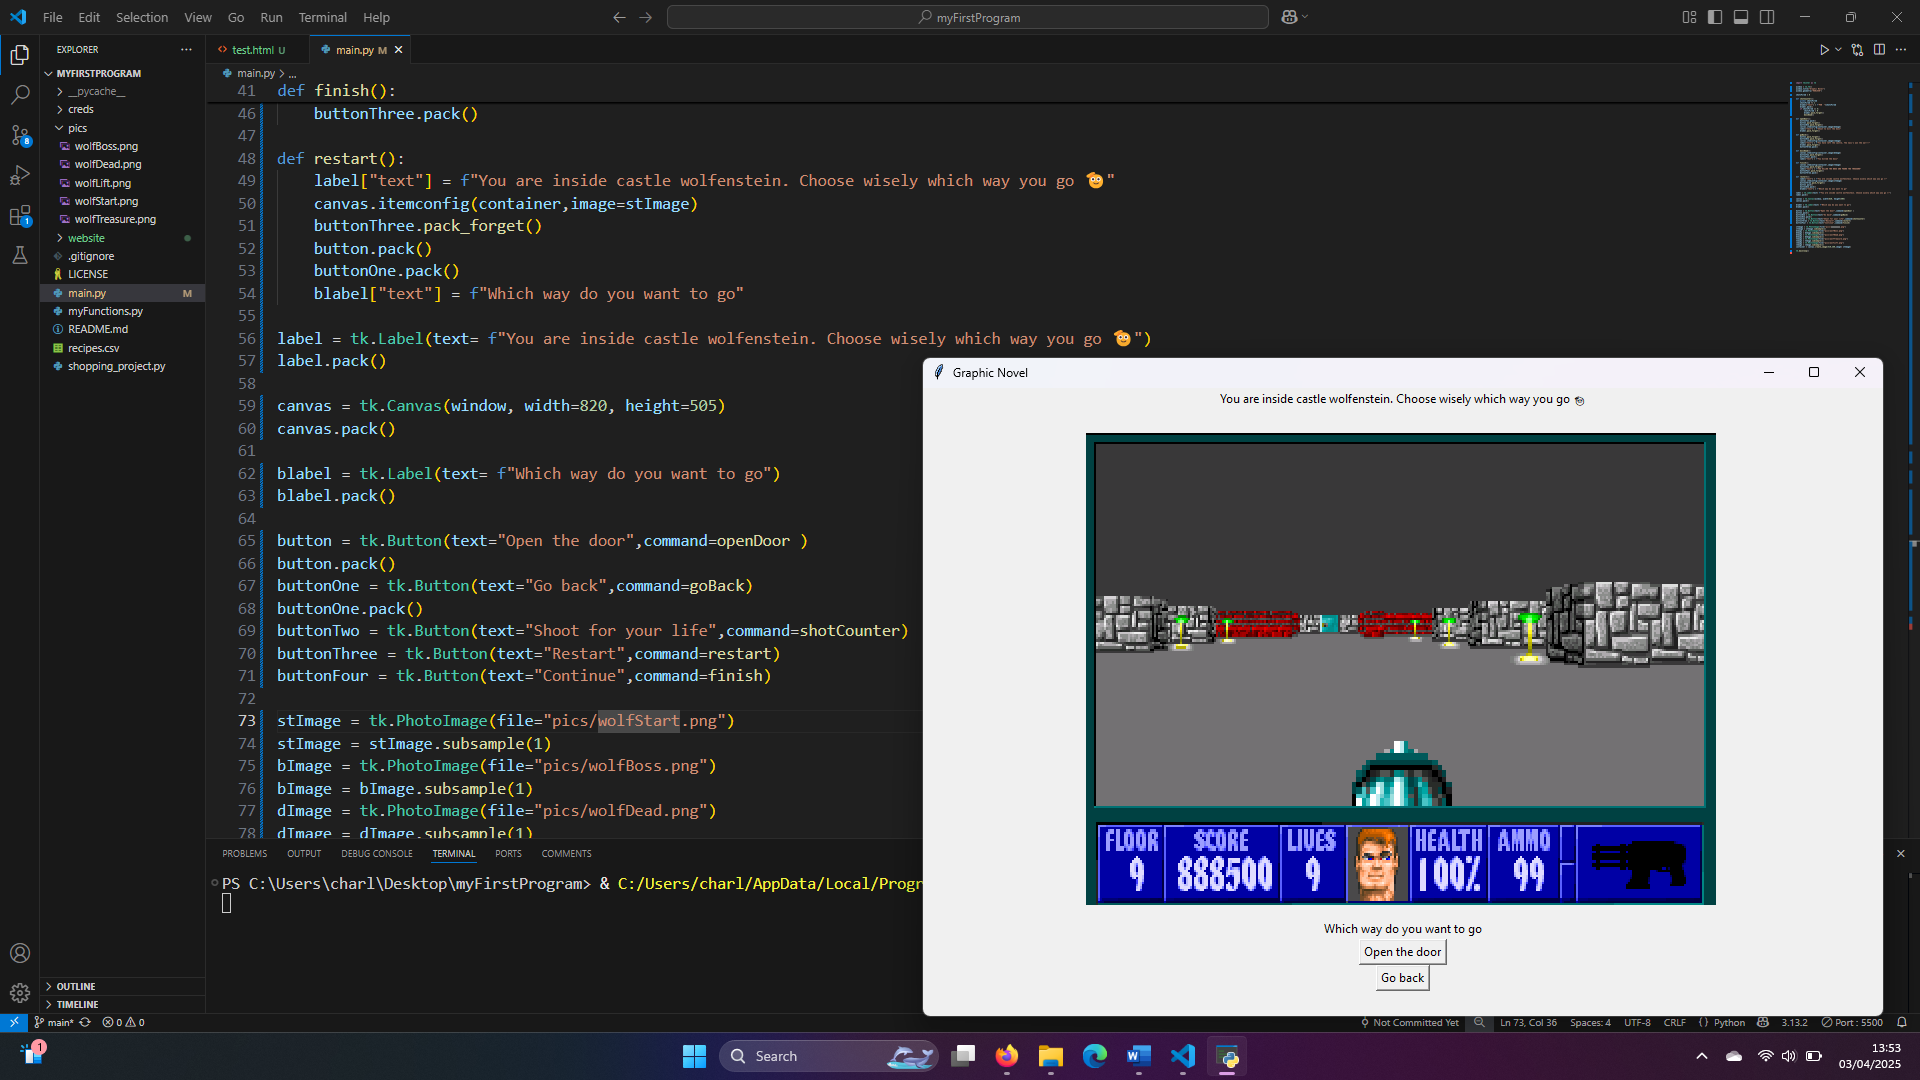 File Edit Selection View Go Run Terminal Help
myFirstProgram
EXPLORER
MYFIRSTPROGRAM
__pycache__
creds
pics
wolfBoss.png
wolfDead.png
wolfLift.png
wolfStart.png
wolfTreasure.png
website
.gitignore
LICENSE
main.py M
myFunctions.py
README.md
recipes.csv
shopping_project.py
OUTLINE
TIMELINE
test.html U
main.py M
main.py > ...
41 def finish():
46 buttonThree.pack()
47
48 def restart():
49 label["text"] = f"You are inside castle wolfenstein. Choose wisely which way you go 🤕"
50 canvas.itemconfig(container,image=stImage)
51 buttonThree.pack_forget()
52 button.pack()
53 buttonOne.pack()
54 blabel["text"] = f"Which way do you want to go"
55
56 label = tk.Label(text= f"You are inside castle wolfenstein. Choose wisely which way you go 🤕")
57 label.pack()
58
59 canvas = tk.Canvas(window, width=820, height=505)
60 canvas.pack()
61
62 blabel = tk.Label(text= f"Which way do you want to go")
63 blabel.pack()
64
65 button = tk.Button(text="Open the door",command=openDoor )
66 button.pack()
67 buttonOne = tk.Button(text="Go back",command=goBack)
68 buttonOne.pack()
69 buttonTwo = tk.Button(text="Shoot for your life",command=shotCounter)
70 buttonThree = tk.Button(text="Restart",command=restart)
71 buttonFour = tk.Button(text="Continue",command=finish)
72
73 stImage = tk.PhotoImage(file="pics/wolfStart.png")
74 stImage = stImage.subsample(1)
75 bImage = tk.PhotoImage(file="pics/wolfBoss.png")
76 bImage = bImage.subsample(1)
77 dImage = tk.PhotoImage(file="pics/wolfDead.png")
78 dImage = dImage.subsample(1)
PROBLEMS OUTPUT DEBUG CONSOLE TERMINAL PORTS COMMENTS
PS C:\Users\charl\Desktop\myFirstProgram> & C:/Users/charl/AppData/Local/Progr
Graphic Novel
You are inside castle wolfenstein. Choose wisely which way you go
FLOOR SCORE LIVES HEALTH AMMO
9 888500 9 100% 99
Which way do you want to go
Open the door
Go back
main* 0 0
Not Committed Yet Ln 73, Col 36 Spaces: 4 UTF-8 CRLF { } Python 3.13.2 Port : 5500
8
1
1
Search
13:53
03/04/2025